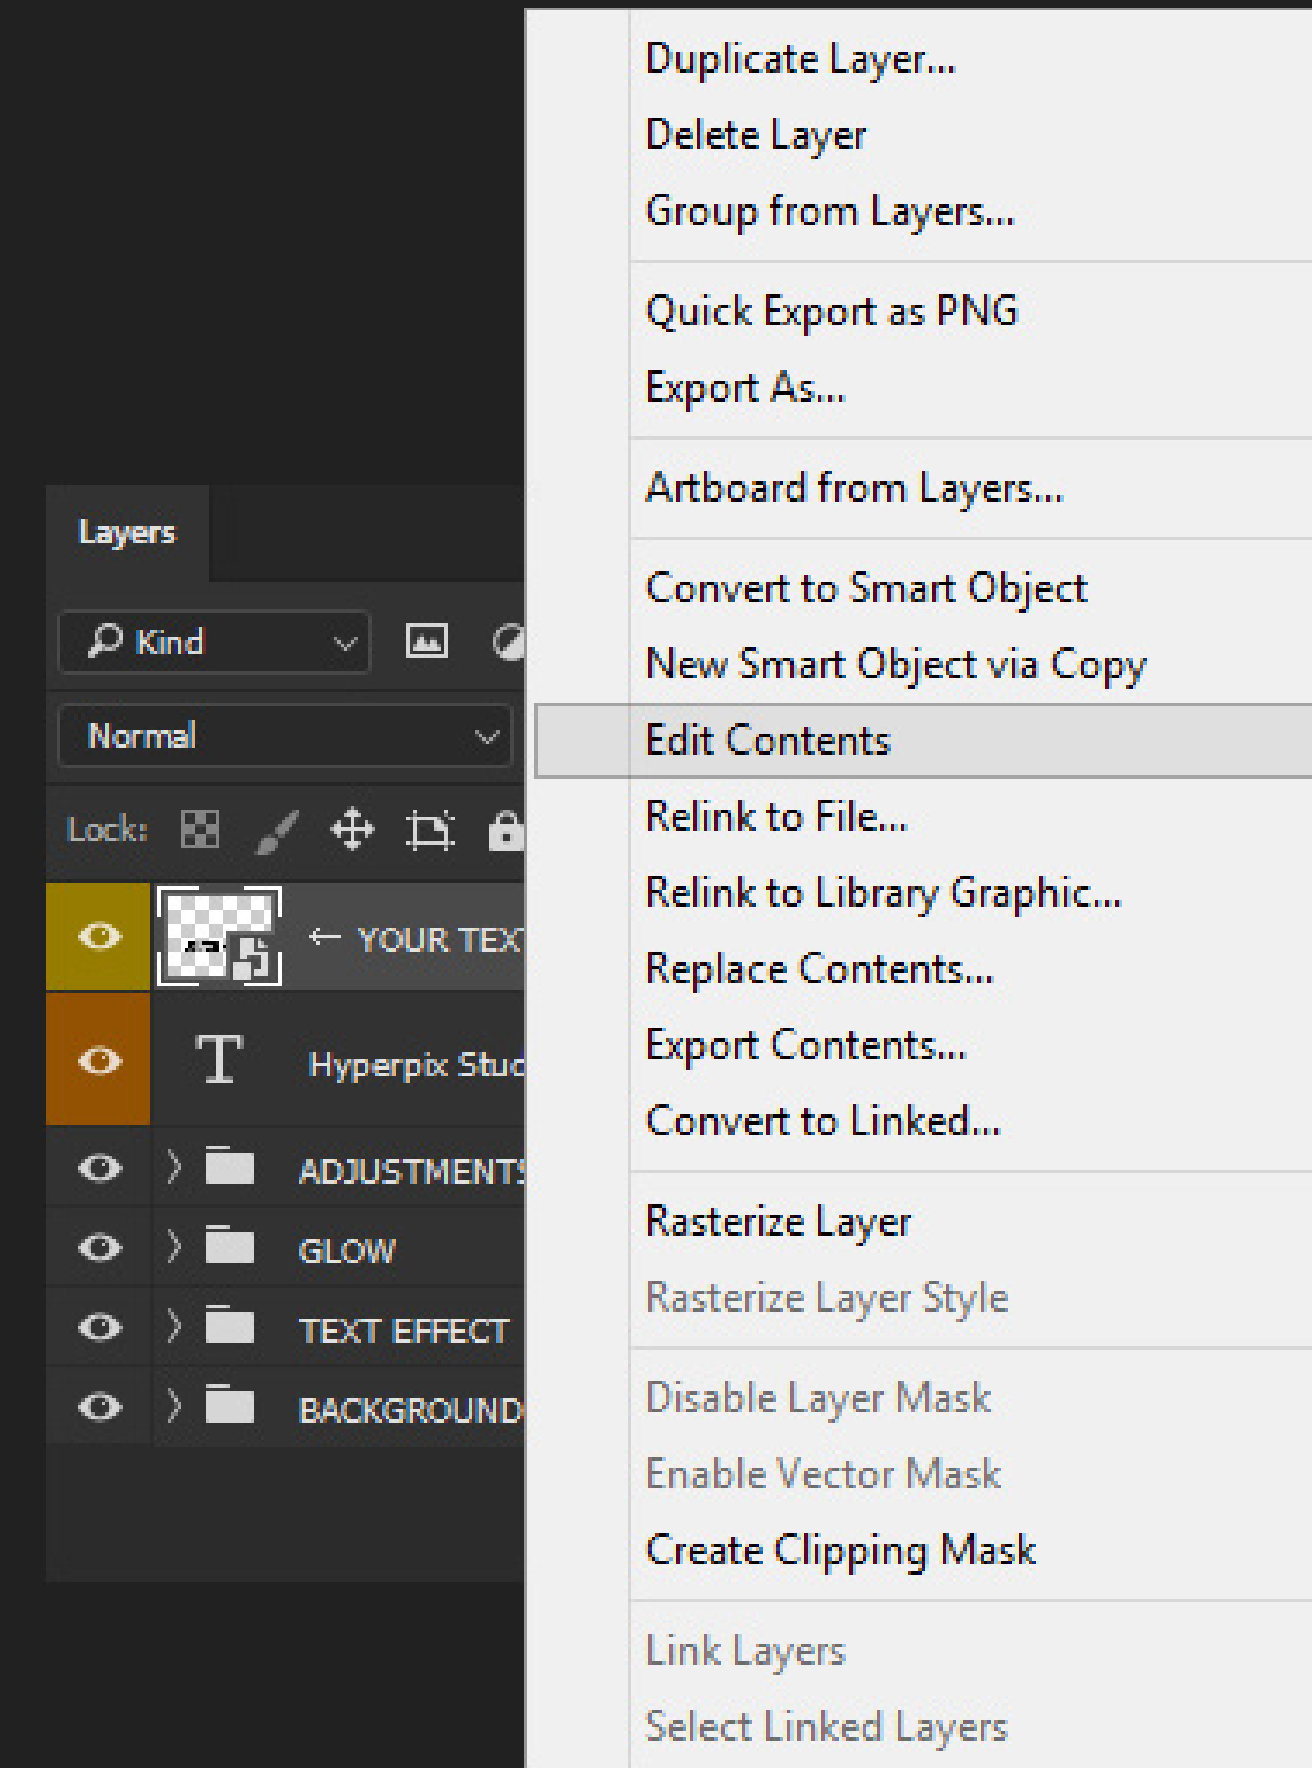 Duplicate Layer...
Delete Layer
Group from Layers...
Quick Export as PNG
Export As...
Artboard from Layers...
Convert to Smart Object
New Smart Object via Copy
Edit Contents
Relink to File...
Relink to Library Graphic...
Replace Contents...
Export Contents...
Convert to Linked...
Rasterize Layer
Rasterize Layer Style
Disable Layer Mask
Enable Vector Mask
Create Clipping Mask
Link Layers
Select Linked Layers
Layers
Kind
Normal
Lock:
← YOUR TEX
T Hyperpix Stu
ADJUSTMENTS
GLOW
TEXT EFFECT
BACKGROUND